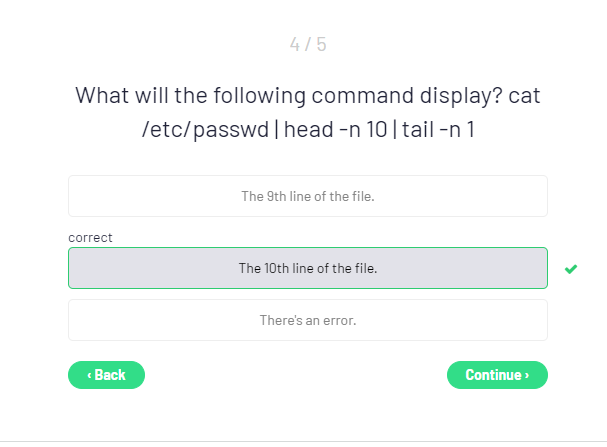 4 / 5
What will the following command display? cat
/etc/passwd | head -n 10 | tail -n 1
The 9th line of the file.
correct
The 10th line of the file.
There's an error.
‹ Back
Continue ›